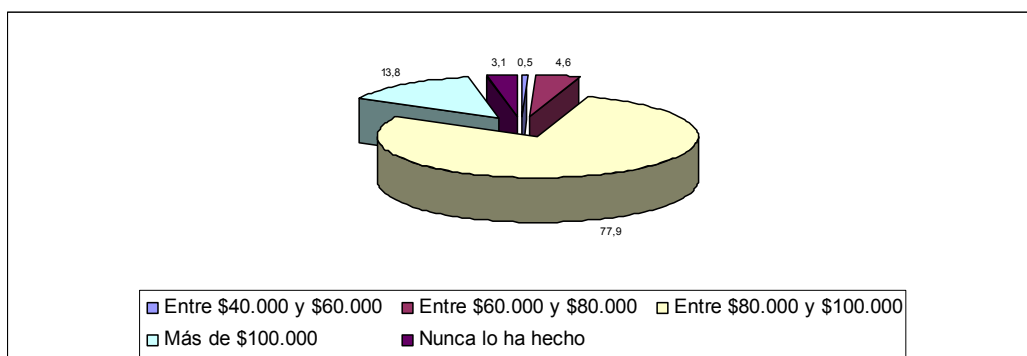 3,1 0,5 4,6
13,8
77,9
Entre $40.000 y $60.000 Entre $60.000 y $80.000 Entre $80.000 y $100.000
Más de $100.000 Nunca lo ha hecho